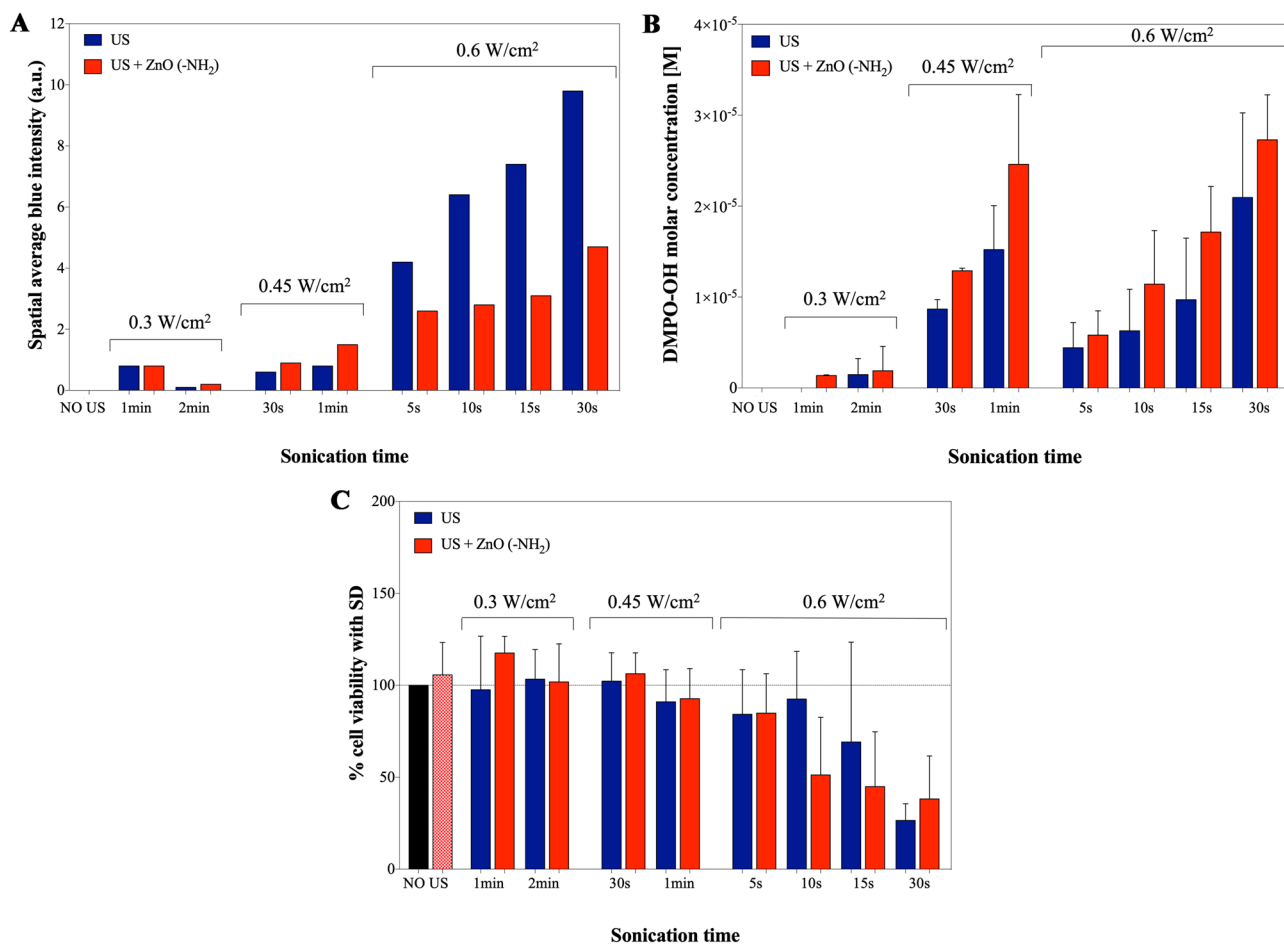 A
US
US + ZnO (-NH₂)
0.6 W/cm²
0.45 W/cm²
0.3 W/cm²
Spatial average blue intensity (a.u.)
12
10
8
6
4
2
0
NO US 1min 2min 30s 1min 5s 10s 15s 30s
Sonication time
B
US
US + ZnO (-NH₂)
0.6 W/cm²
0.45 W/cm²
0.3 W/cm²
DMPO-OH molar concentration [M]
4×10⁻⁵
3×10⁻⁵
2×10⁻⁵
1×10⁻⁵
0
NO US 1min 2min 30s 1min 5s 10s 15s 30s
Sonication time
C
US
US + ZnO (-NH₂)
0.3 W/cm² 0.45 W/cm² 0.6 W/cm²
% cell viability with SD
200
150
100
50
0
NO US 1min 2min 30s 1min 5s 10s 15s 30s
Sonication time